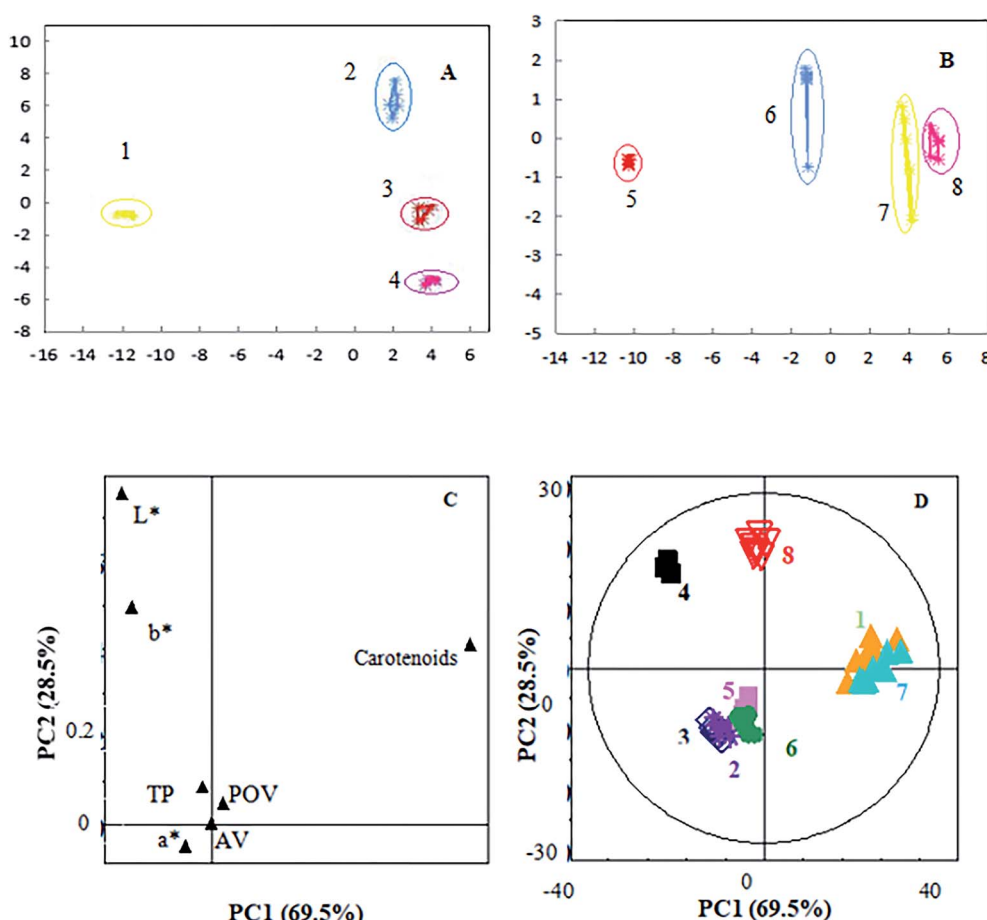 A
10
8
6
4
2
0
-2
-4
-6
-8
-16 -14 -12 -10 -8 -6 -4 -2 0 2 4 6
1
2
3
4
B
3
2
1
0
-1
-2
-3
-4
-5
-14 -12 -10 -8 -6 -4 -2 0 2 4 6 8
5
6
7
8
C
L*
b*
Carotenoids
TP
POV
a*
AV
0.2
0
PC2 (28.5%)
PC1 (69.5%)
D
30
0
-30
8
4
1
7
5
3
2
6
-40 0 40
PC2 (28.5%)
PC1 (69.5%)